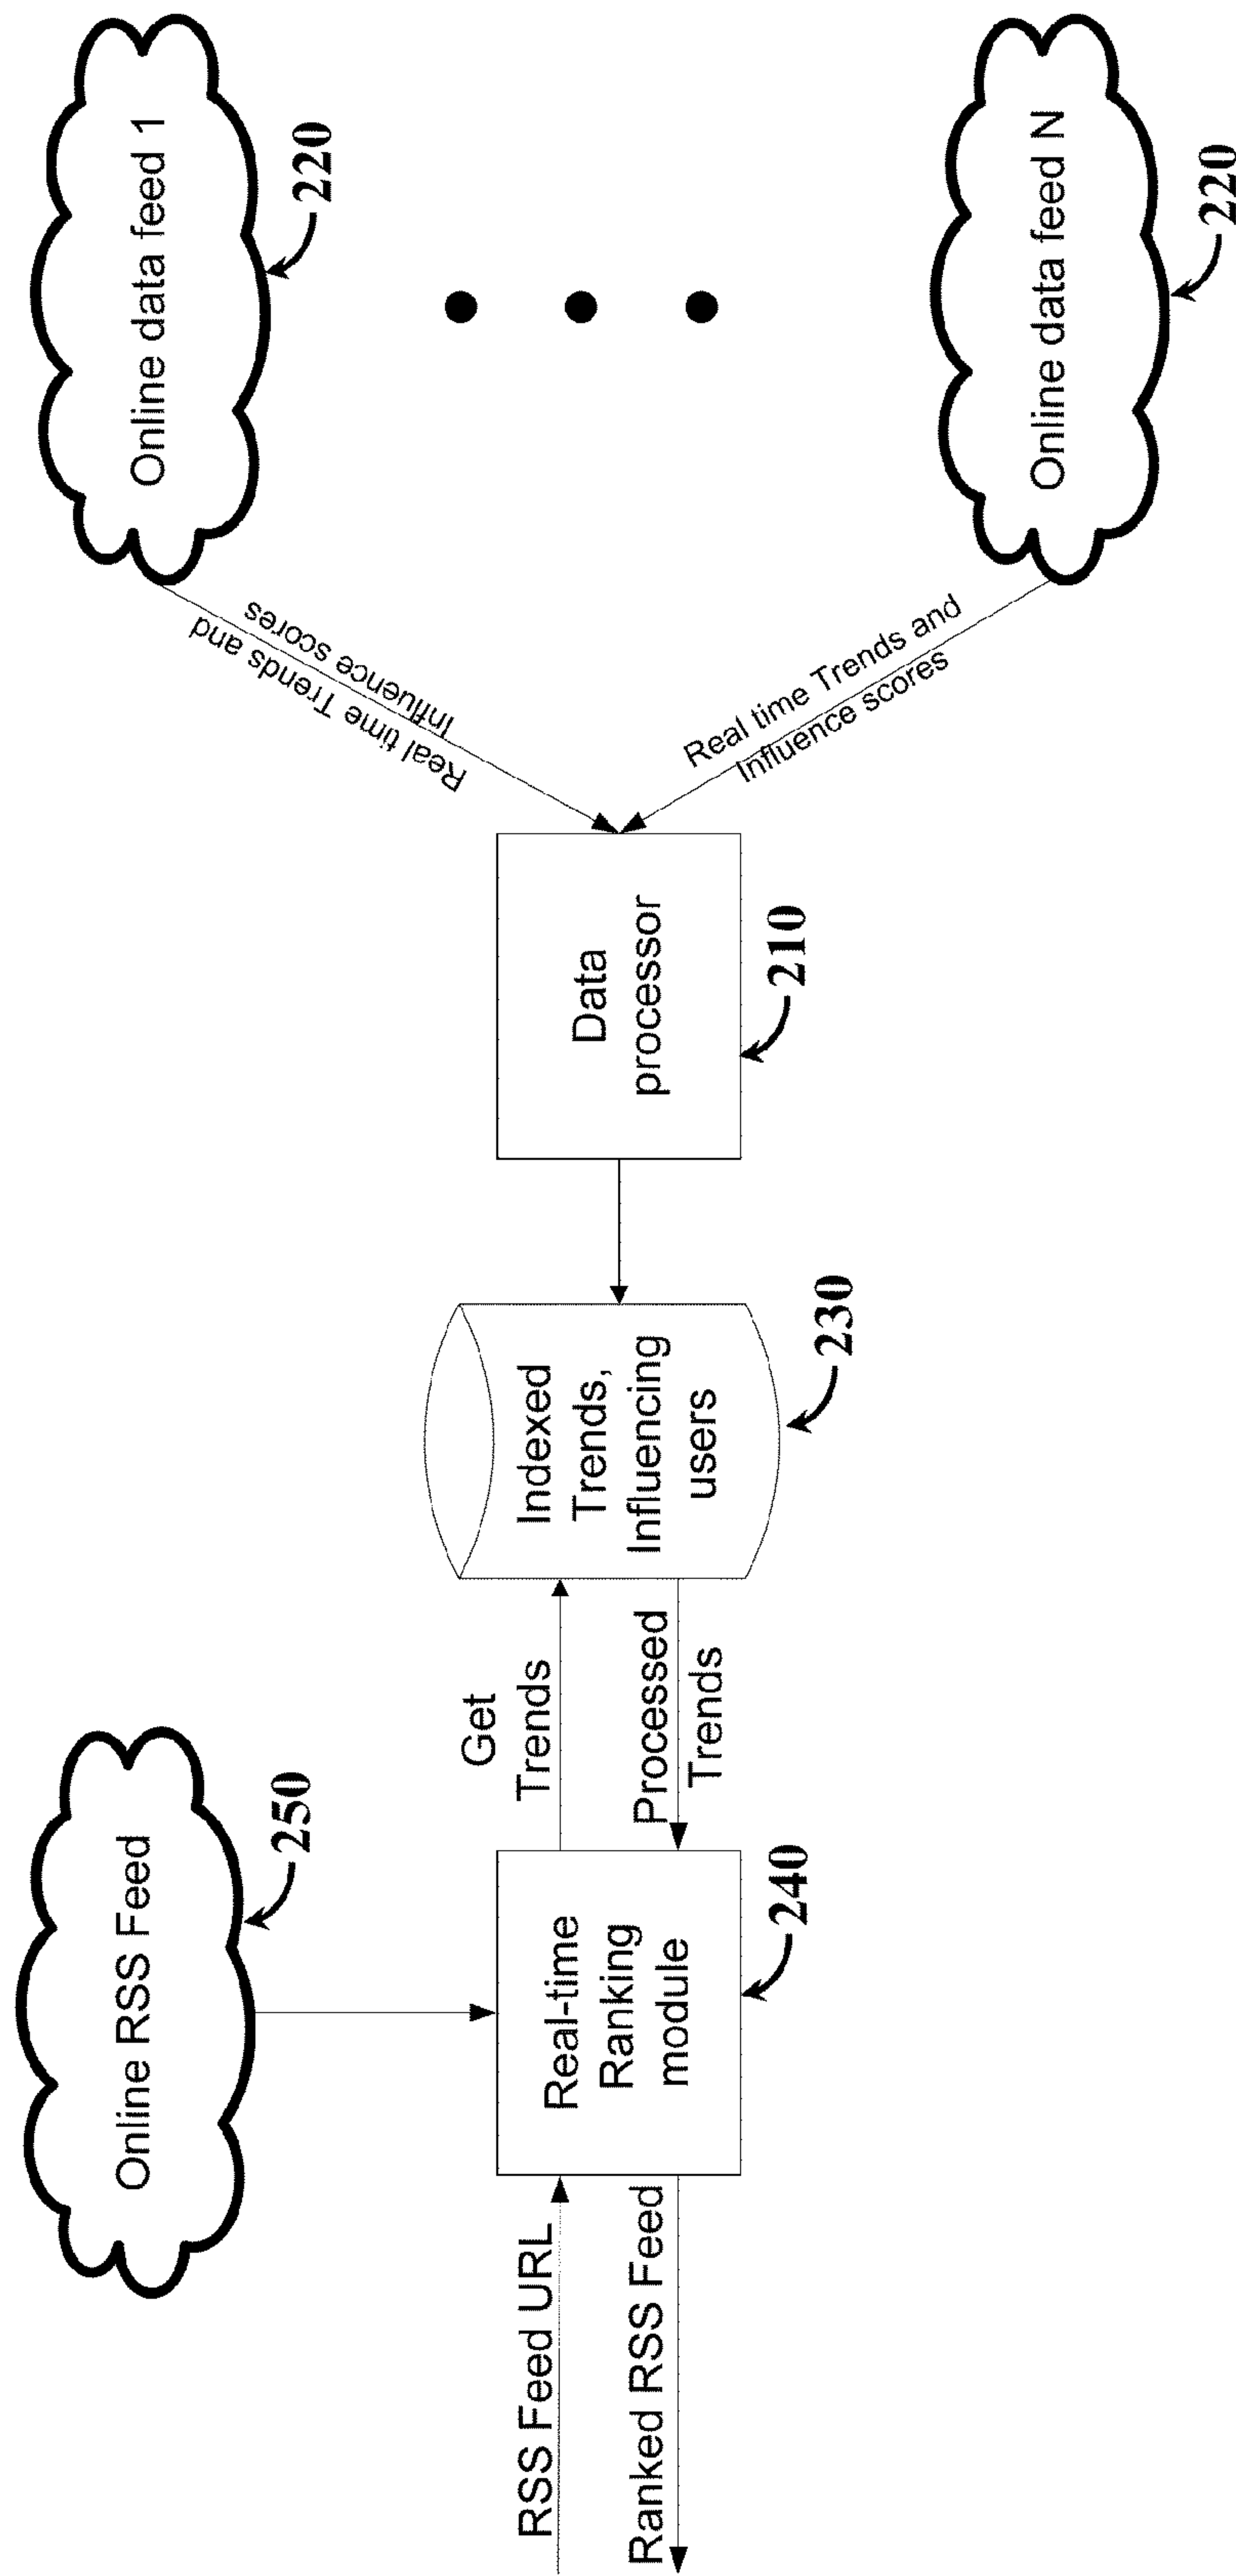 Online RSS Feed
250
RSS Feed URL
Ranked RSS Feed
Real-time
Ranking
module
240
Get
Trends
Processed
Trends
Indexed
Trends,
Influencing
users
230
Data
processor
210
Real time Trends and
Influence scores
Real time Trends and
Influence scores
Online data feed 1
220
Online data feed N
220